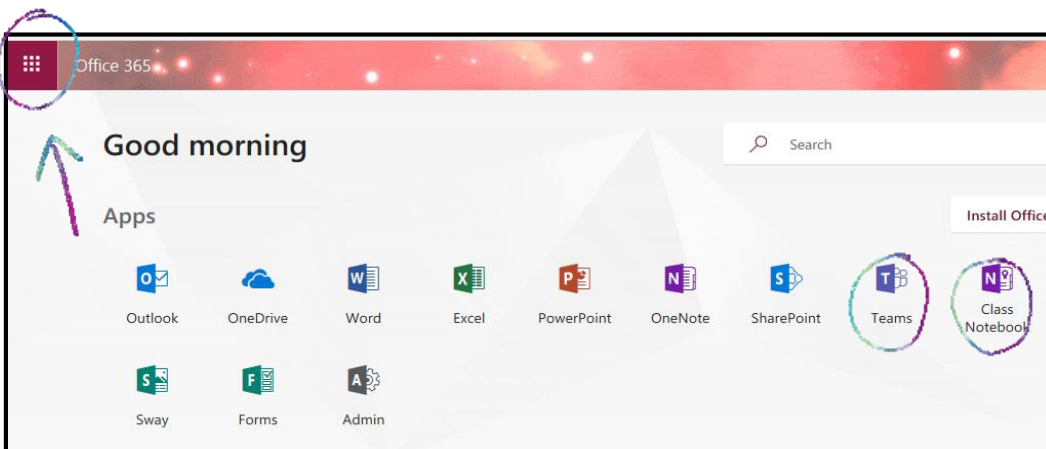 Office 365
Good morning
Search
Apps
Install Office
Outlook
OneDrive
Word
Excel
PowerPoint
OneNote
SharePoint
Teams
Class
Notebook
Sway
Forms
Admin